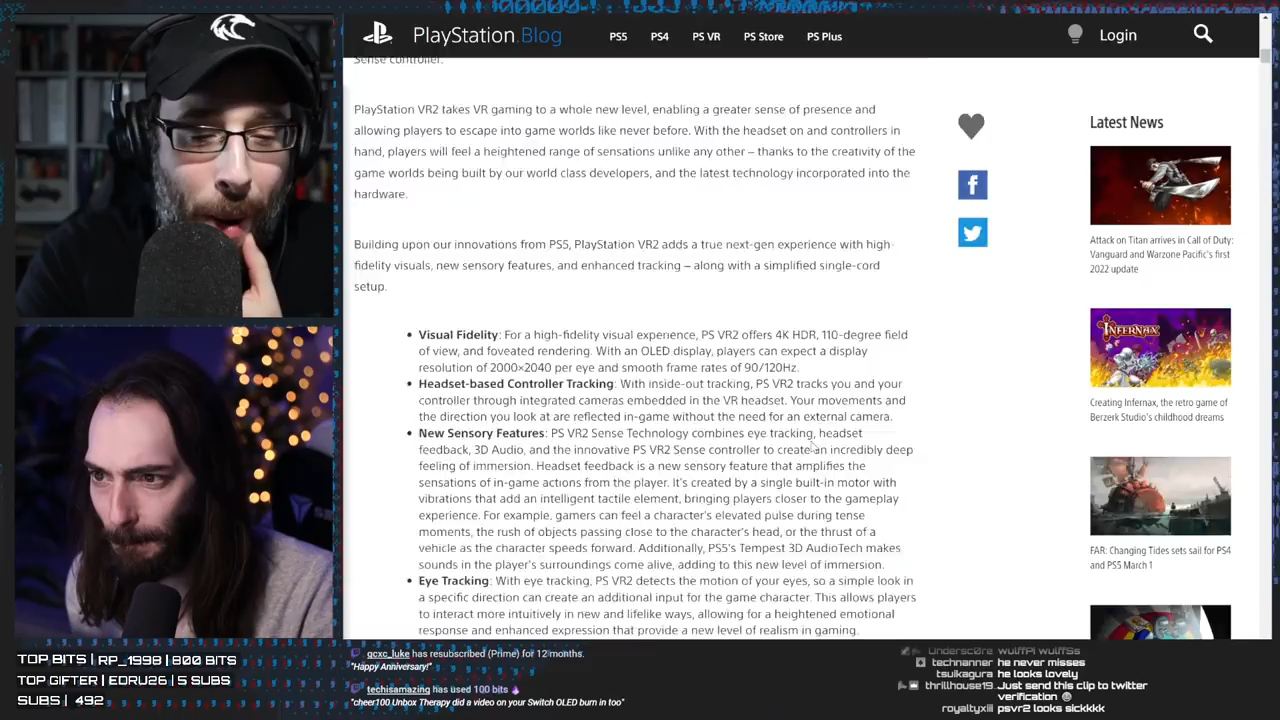 PlayStation.Blog
PS5
PS4
PS VR
PS Store
PS Plus
Login
Sense controller.
PlayStation VR2 takes VR gaming to a whole new level, enabling a greater sense of presence and
allowing players to escape into game worlds like never before. With the headset on and controllers in
hand, players will feel a heightened range of sensations unlike any other – thanks to the creativity of the
game worlds being built by our world class developers, and the latest technology incorporated into the
hardware.
Building upon our innovations from PS5, PlayStation VR2 adds a true next-gen experience with high-
fidelity visuals, new sensory features, and enhanced tracking – along with a simplified single-cord
setup.
• Visual Fidelity: For a high-fidelity visual experience, PS VR2 offers 4K HDR, 110-degree field
of view, and foveated rendering. With an OLED display, players can expect a display
resolution of 2000×2040 per eye and smooth frame rates of 90/120Hz.
• Headset-based Controller Tracking: With inside-out tracking, PS VR2 tracks you and your
controller through integrated cameras embedded in the VR headset. Your movements and
the direction you look at are reflected in-game without the need for an external camera.
• New Sensory Features: PS VR2 Sense Technology combines eye tracking, headset
feedback, 3D Audio, and the innovative PS VR2 Sense controller to create an incredibly deep
feeling of immersion. Headset feedback is a new sensory feature that amplifies the
sensations of in-game actions from the player. It's created by a single built-in motor with
vibrations that add an intelligent tactile element, bringing players closer to the gameplay
experience. For example, gamers can feel a character's elevated pulse during tense
moments, the rush of objects passing close to the character's head, or the thrust of a
vehicle as the character speeds forward. Additionally, PS5's Tempest 3D AudioTech makes
sounds in the player's surroundings come alive, adding to this new level of immersion.
• Eye Tracking: With eye tracking, PS VR2 detects the motion of your eyes, so a simple look in
a specific direction can create an additional input for the game character. This allows players
to interact more intuitively in new and lifelike ways, allowing for a heightened emotional
response and enhanced expression that provide a new level of realism in gaming.
Latest News
Attack on Titan arrives in Call of Duty:
Vanguard and Warzone Pacific's first
2022 update
INFERNAX
Creating Infernax, the retro game of
Berzerk Studio's childhood dreams
FAR: Changing Tides sets sail for PS4
and PS5 March 1
TOP BITS | RP_1998 | 800 BITS
TOP GIFTER | EDRU26 | 5 SUBS
SUBS | 492
gcxc_luke has resubscribed (Prime) for 12 months.
"Happy Anniversary!"
techisamazing has used 100 bits
"cheer100 Unbox Therapy did a video on your Switch OLED burn in too"
Undersc0re wulffPl wulffSs
technanner he never misses
tsuikagura he looks lovely
thrillhouse19 Just send this clip to twitter
verification
royaltyxiii psvr2 looks sickkkk